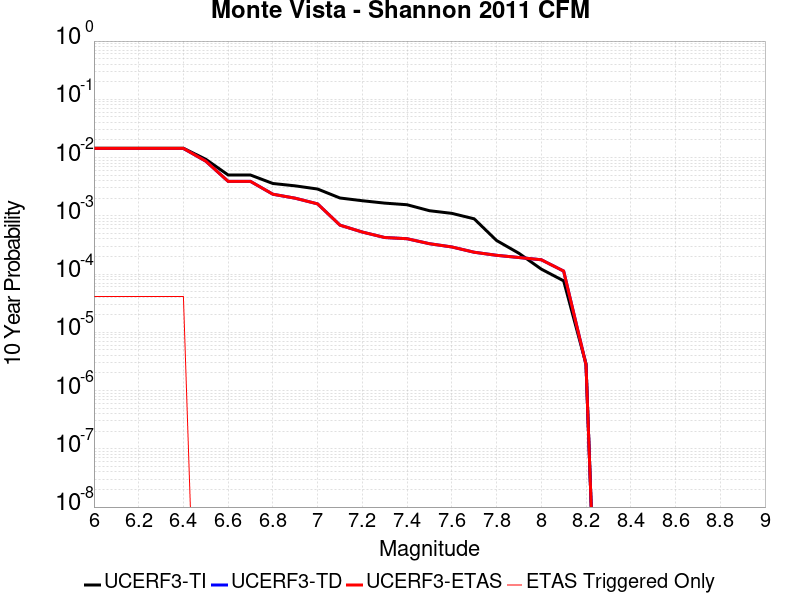 Monte Vista - Shannon 2011 CFM
10 0
10 -1
10 -2
10 -3
10 -4
10 -5
10 -6
10 -7
10 -8
10 Year Probability
6 6.2 6.4 6.6 6.8 7 7.2 7.4 7.6 7.8 8 8.2 8.4 8.6 8.8 9
Magnitude
UCERF3-TI UCERF3-TD UCERF3-ETAS ETAS Triggered Only